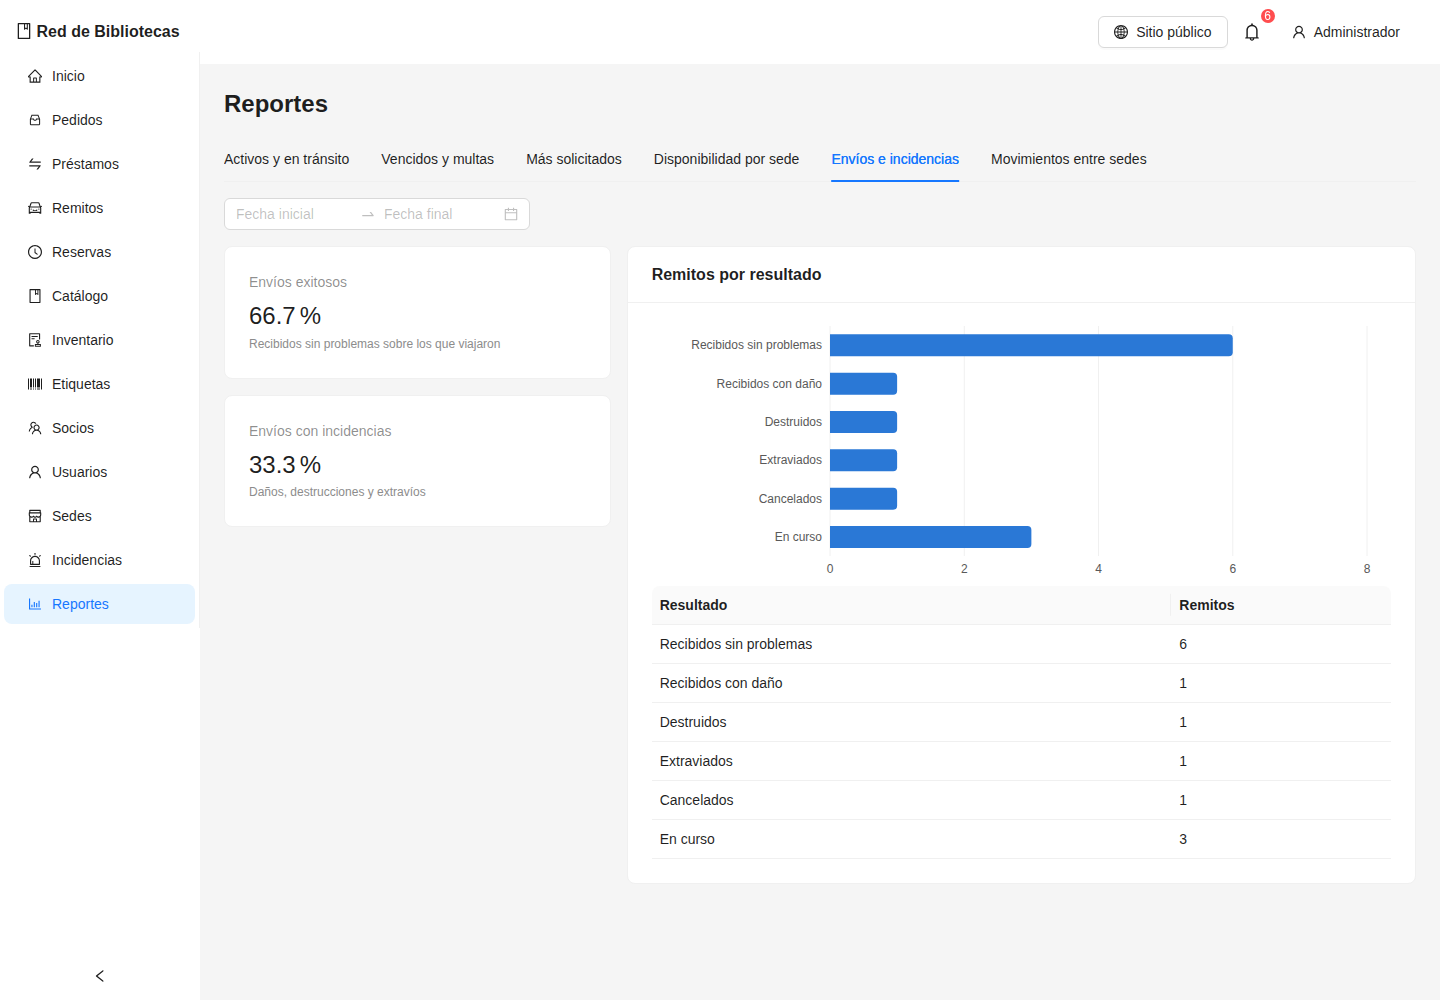 Red de Bibliotecas
Sitio público
6
Administrador
Inicio
Pedidos
Préstamos
Remitos
Reservas
Catálogo
Inventario
Etiquetas
Socios
Usuarios
Sedes
Incidencias
Reportes
Reportes
Activos y en tránsito
Vencidos y multas
Más solicitados
Disponibilidad por sede
Envíos e incidencias
Movimientos entre sedes
Fecha inicial
Fecha final
Envíos exitosos
66.7 %
Recibidos sin problemas sobre los que viajaron
Envíos con incidencias
33.3 %
Daños, destrucciones y extravíos
Remitos por resultado
Recibidos sin problemas
Recibidos con daño
Destruidos
Extraviados
Cancelados
En curso
0 2 4 6 8
Resultado Remitos
Recibidos sin problemas 6
Recibidos con daño 1
Destruidos 1
Extraviados 1
Cancelados 1
En curso 3